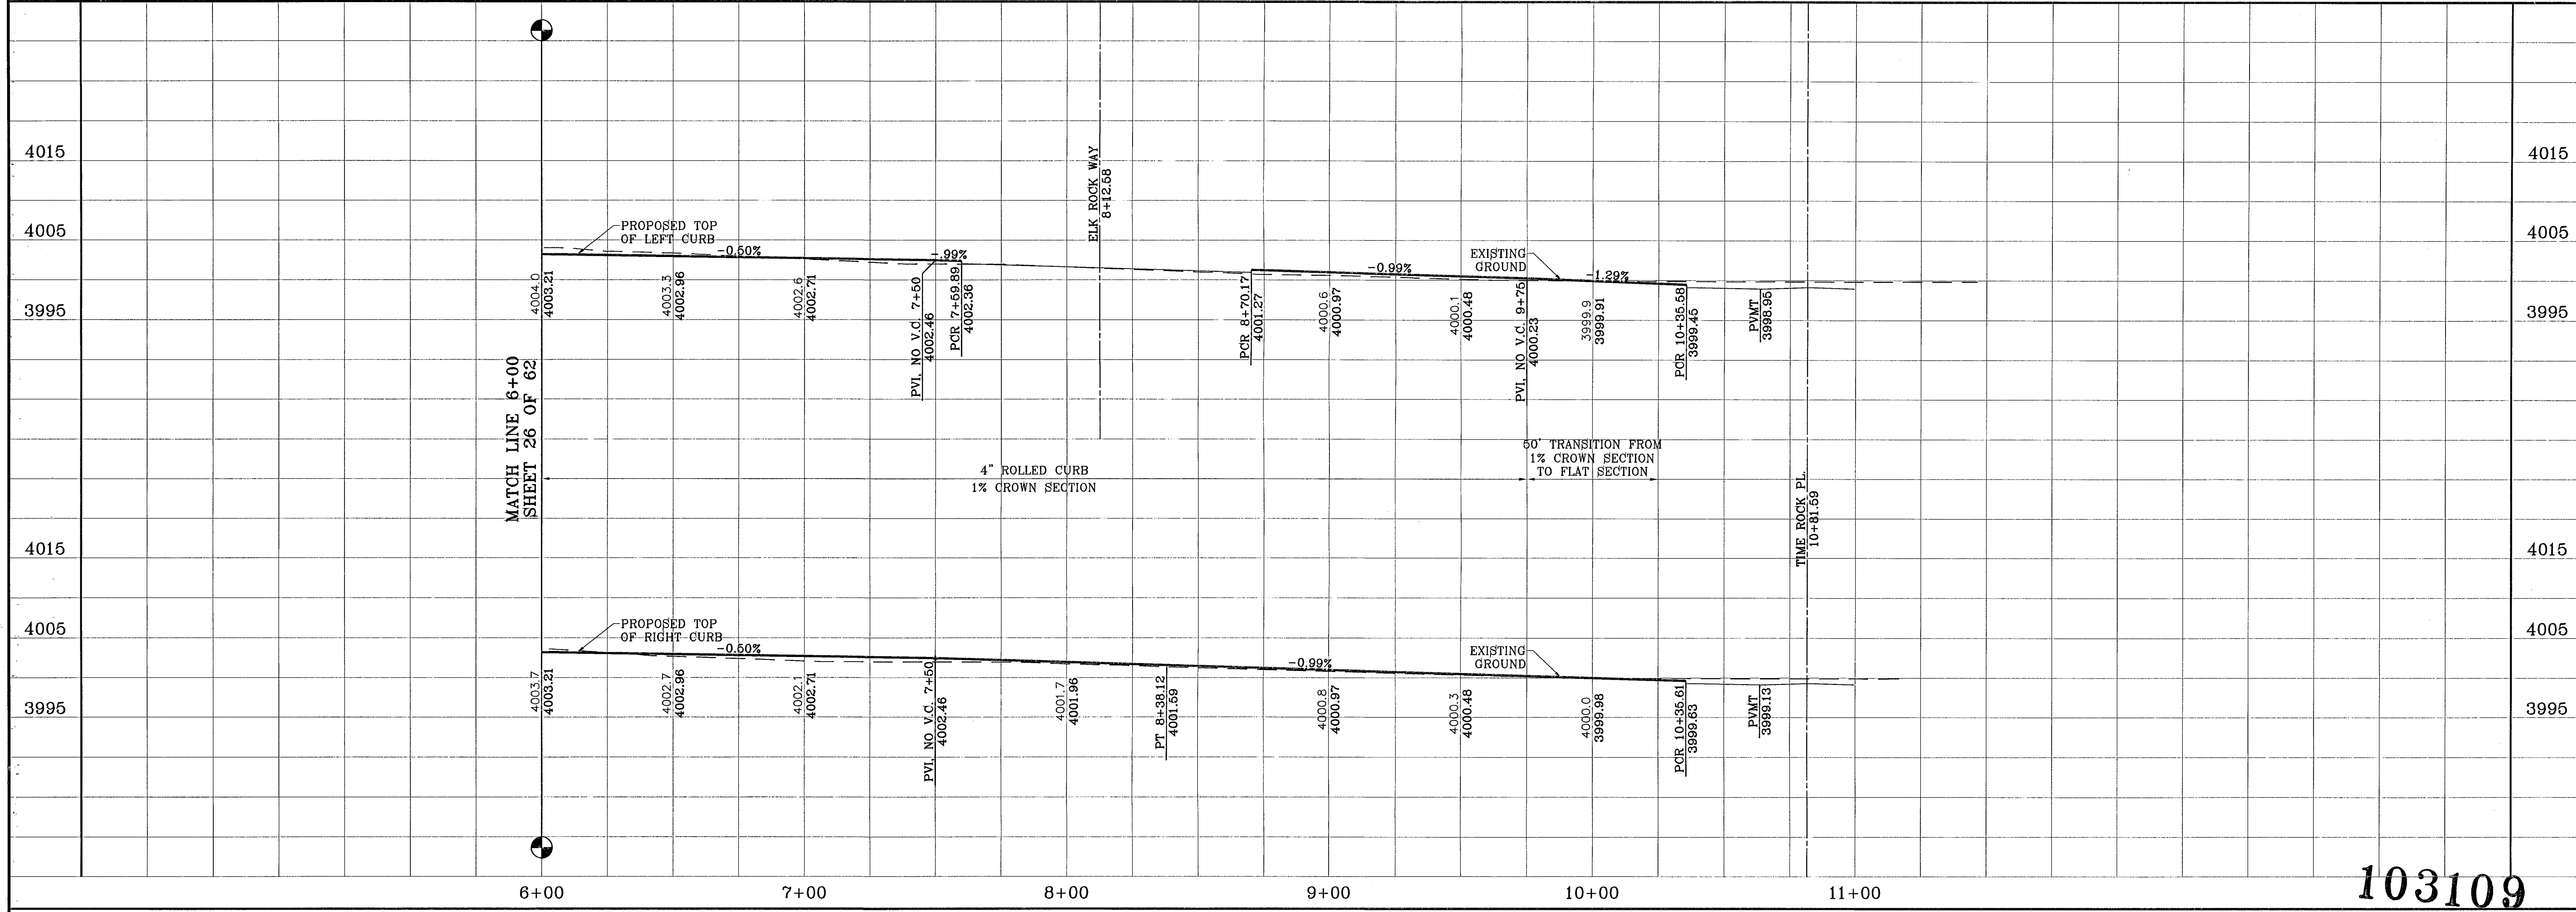 4015
4005
3995
4015
4005
3995
MATCH LINE 6+00
SHEET 26 OF 62
PROPOSED TOP
OF LEFT CURB
-0.50%
-.99%
4004.0
4003.21
4003.3
4002.96
4002.6
4002.71
PVI, NO V.C. 7+50
4002.46
PCR 7+59.89
4002.36
ELK ROCK WAY
8+12.58
PCR 8+70.17
4001.27
-0.99%
4000.6
4000.97
4000.1
4000.48
EXISTING
GROUND
PVI, NO V.C. 9+75
4000.23
-1.29%
3999.9
3999.91
PCR 10+35.58
3999.45
PVMT
3998.95
4" ROLLED CURB
1% CROWN SECTION
50' TRANSITION FROM
1% CROWN SECTION
TO FLAT SECTION
TIME ROCK PL.
10+81.59
PROPOSED TOP
OF RIGHT CURB
-0.50%
4003.7
4003.21
4002.7
4002.96
4002.1
4002.71
PVI, NO V.C. 7+50
4002.46
4001.7
4001.96
PT 8+38.12
4001.59
-0.99%
4000.8
4000.97
4000.3
4000.48
EXISTING
GROUND
4000.0
3999.98
PCR 10+35.61
3999.63
PVMT
3999.13
4015
4005
3995
4015
4005
3995
6+00
7+00
8+00
9+00
10+00
11+00
103109